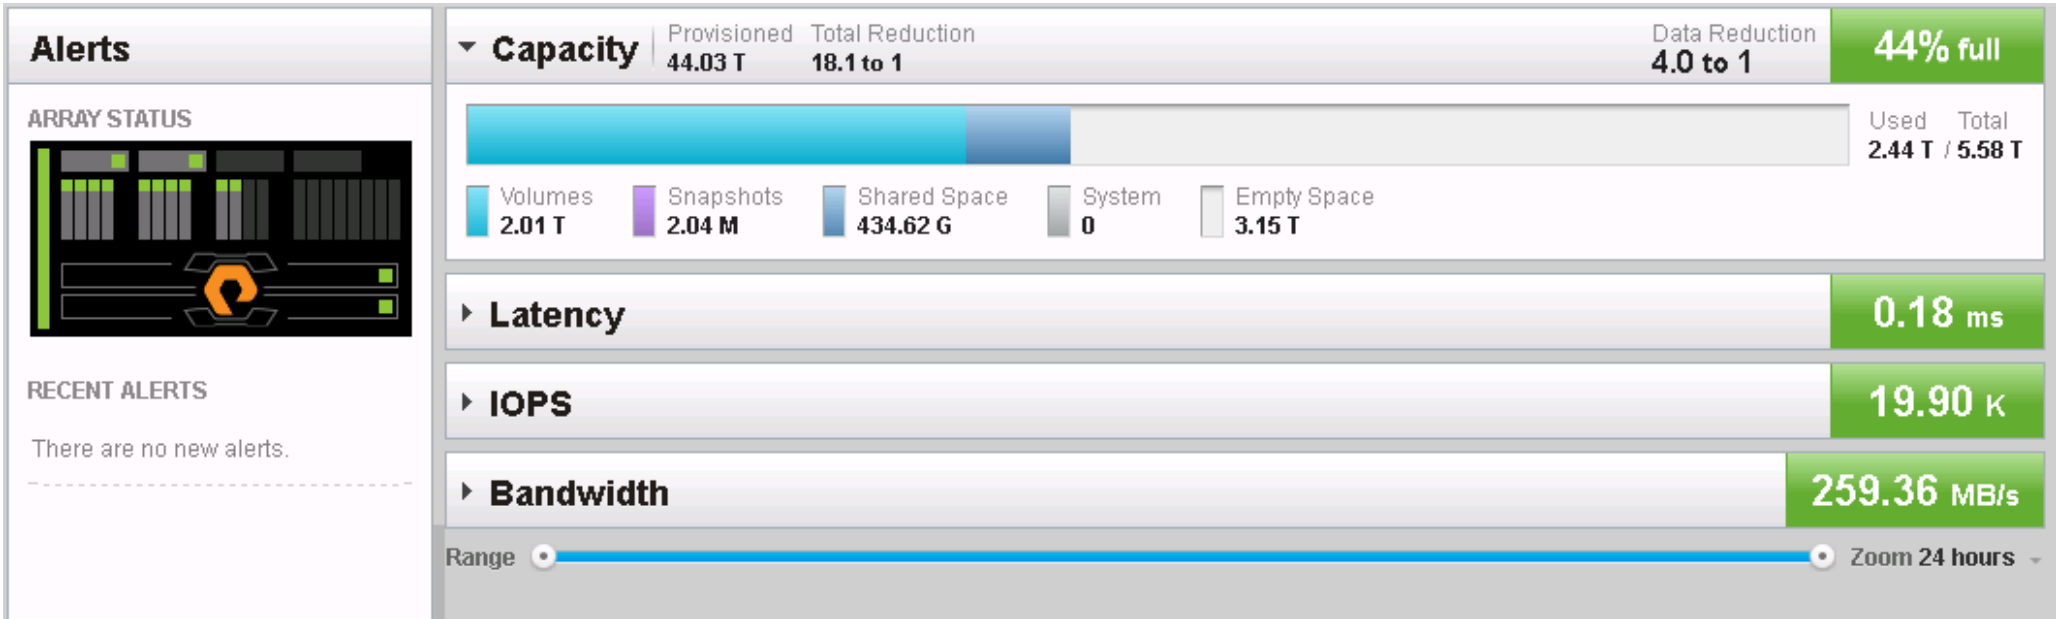 Alerts
ARRAY STATUS
RECENT ALERTS
There are no new alerts.
Capacity
Provisioned Total Reduction
44.03 T 18.1 to 1
Data Reduction
4.0 to 1
44% full
Used Total
2.44 T / 5.58 T
Volumes Snapshots Shared Space System Empty Space
2.01 T 2.04 M 434.62 G 0 3.15 T
Latency 0.18 ms
IOPS 19.90 K
Bandwidth 259.36 MB/s
Range Zoom 24 hours